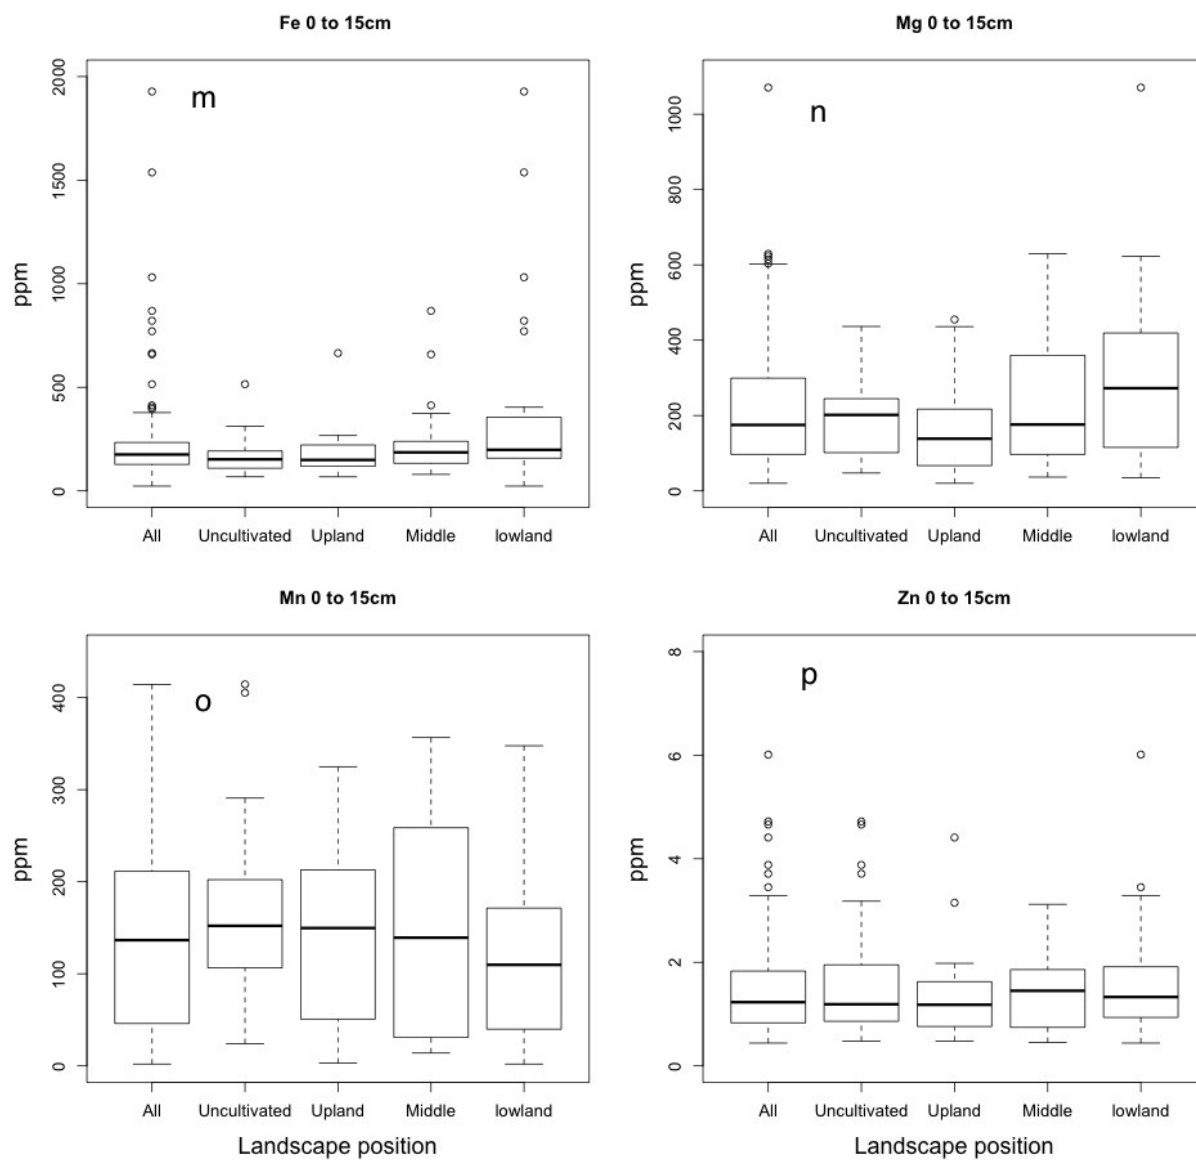 Fe 0 to 15cm
m
ppm
2000
1500
1000
500
0
All Uncultivated Upland Middle lowland
Mg 0 to 15cm
n
ppm
1000
800
600
400
200
0
All Uncultivated Upland Middle lowland
Mn 0 to 15cm
o
ppm
400
300
200
100
0
All Uncultivated Upland Middle lowland
Landscape position
Zn 0 to 15cm
p
ppm
8
6
4
2
0
All Uncultivated Upland Middle lowland
Landscape position